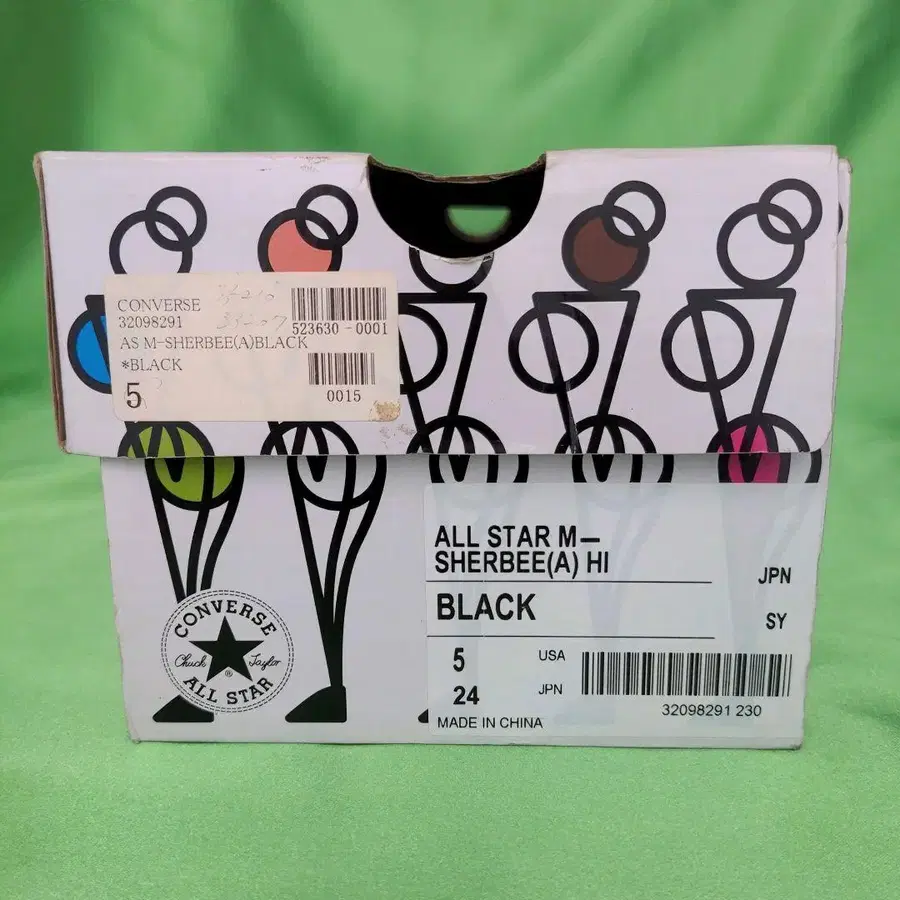 CONVERSE
32098291
523630-0001
AS M-SHERBEE(A)BLACK
*BLACK
5
0015
ALL STAR M-
SHERBEE(A) HI
JPN
BLACK
SY
5 USA
24 JPN
32098291 230
MADE IN CHINA
CONVERSE
Chuck Taylor
®
ALL STAR